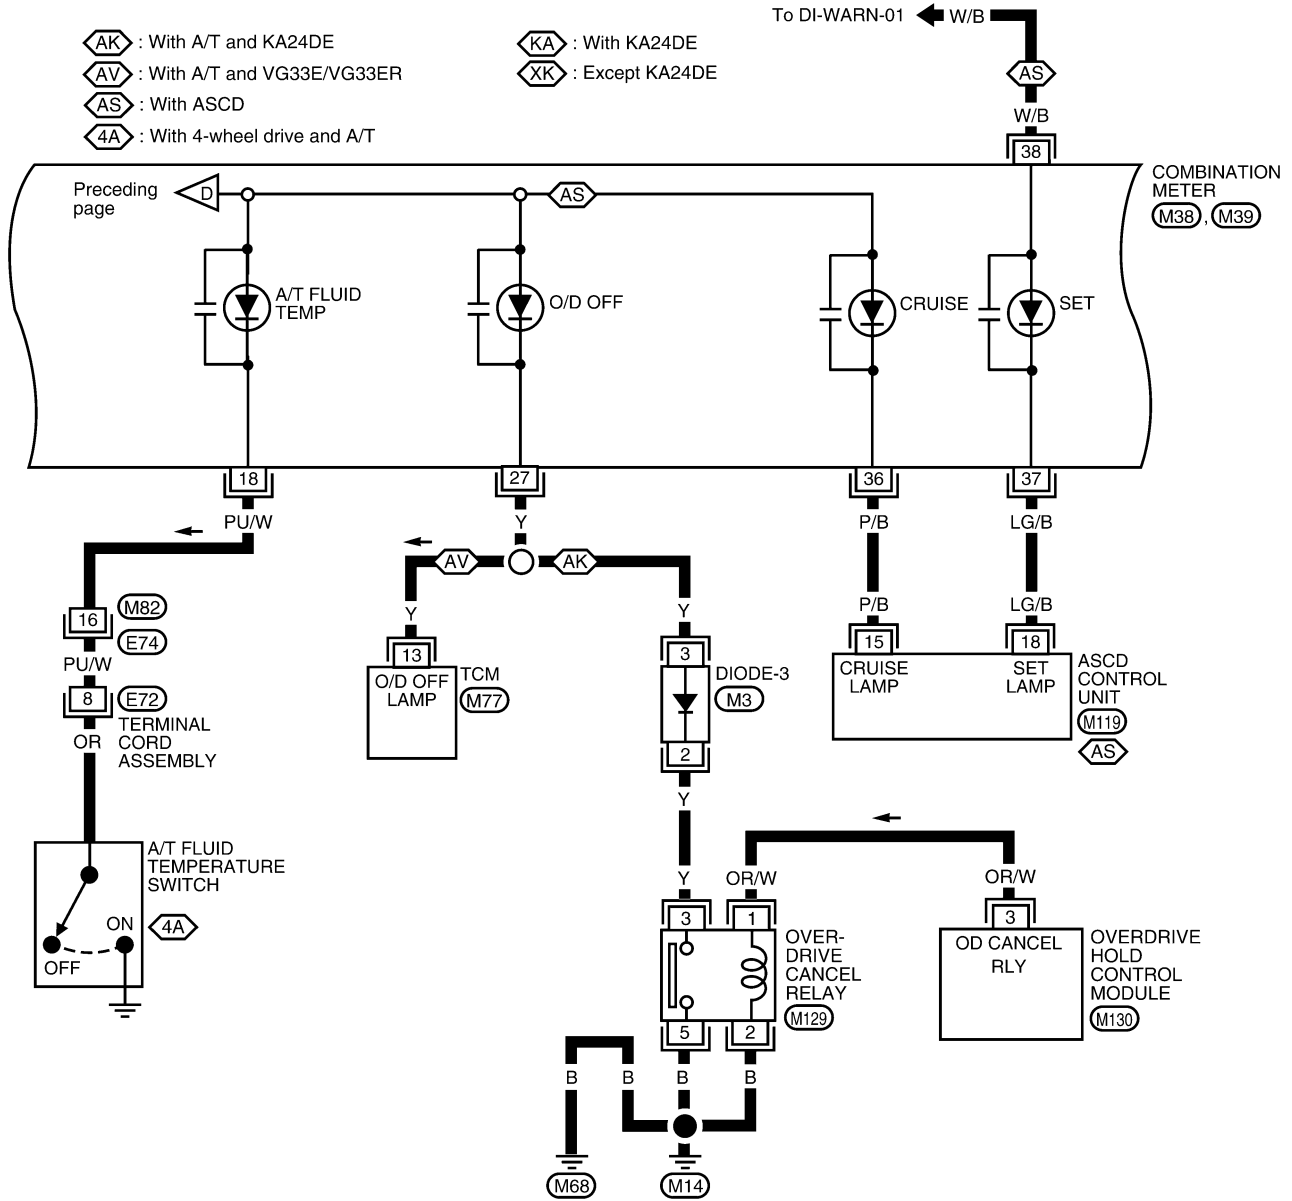 To DI-WARN-01 W/B
AK : With A/T and KA24DE
AV : With A/T and VG33E/VG33ER
AS : With ASCD
4A : With 4-wheel drive and A/T
KA : With KA24DE
XK : Except KA24DE
AS
W/B
38
COMBINATION
METER
M38 , M39
Preceding
page
D
AS
A/T FLUID
TEMP
O/D OFF
CRUISE
SET
18
27
36
37
PU/W
Y
P/B
LG/B
AV
AK
16
M82
E74
PU/W
8
E72
TERMINAL
CORD
ASSEMBLY
OR
Y
13
O/D OFF
LAMP
TCM
M77
Y
3
DIODE-3
M3
2
Y
P/B
LG/B
15
18
CRUISE
LAMP
SET
LAMP
ASCD
CONTROL
UNIT
M119
AS
A/T FLUID
TEMPERATURE
SWITCH
4A
ON
OFF
Y
OR/W
OR/W
3
1
3
OVER-
DRIVE
CANCEL
RELAY
M129
OD CANCEL
RLY
OVERDRIVE
HOLD
CONTROL
MODULE
M130
5
2
B
B
B
B
M68
M14